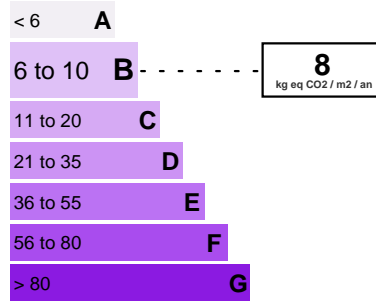 < 6 A
6 to 10 B
8
kg eq CO2 / m2 / an
11 to 20 C
21 to 35 D
36 to 55 E
56 to 80 F
> 80 G